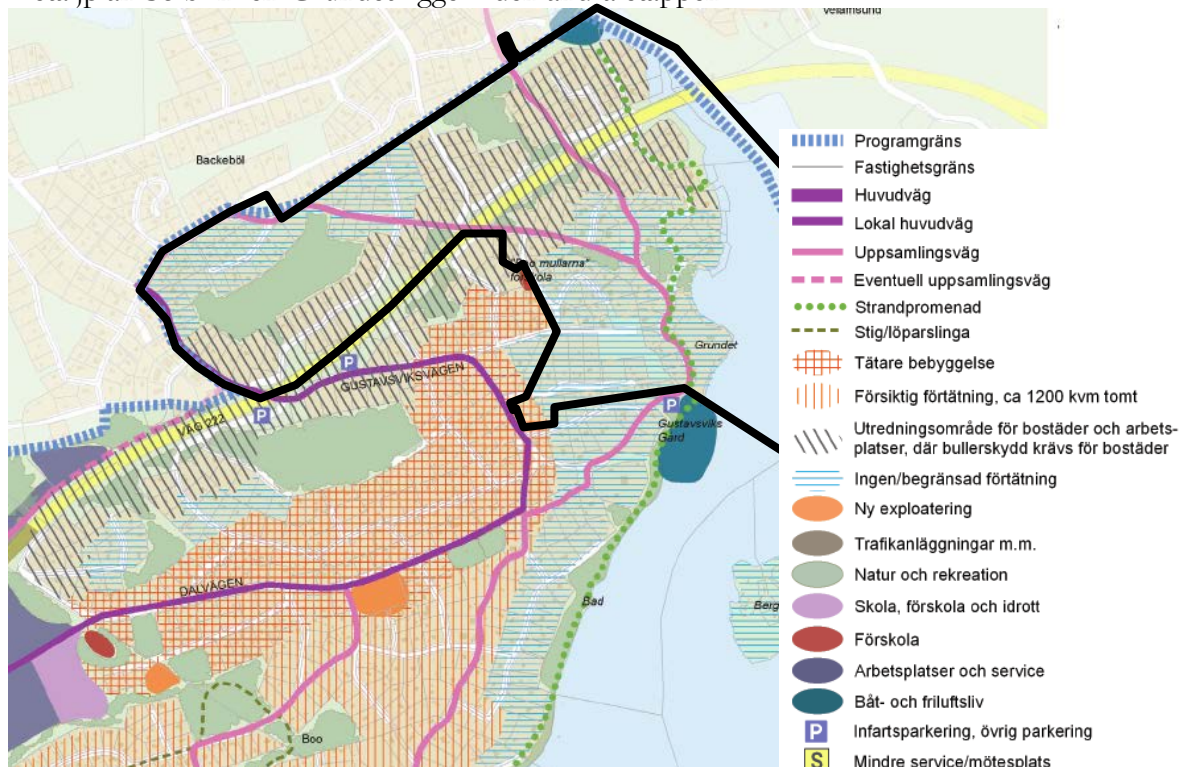 Velamsund
Backeböl
mullarna"
Grundet
P
GUSTAVSVIKSVÄGEN
P
P
VÄG 222
Gustavsviks
Gård
DALVÄGEN
Bad
Berg
Boo
Programgräns
Fastighetsgräns
Huvudväg
Lokal huvudväg
Uppsamlingsväg
Eventuell uppsamlingsväg
Strandpromenad
Stig/löparslinga
Tätare bebyggelse
Försiktig förtätning, ca 1200 kvm tomt
Utredningsområde för bostäder och arbets-
platser, där bullerskydd krävs för bostäder
Ingen/begränsad förtätning
Ny exploatering
Trafikanläggningar m.m.
Natur och rekreation
Skola, förskola och idrott
Förskola
Arbetsplatser och service
Båt- och friluftsliv
P Infartsparkering, övrig parkering
S Mindre service/mötesplats